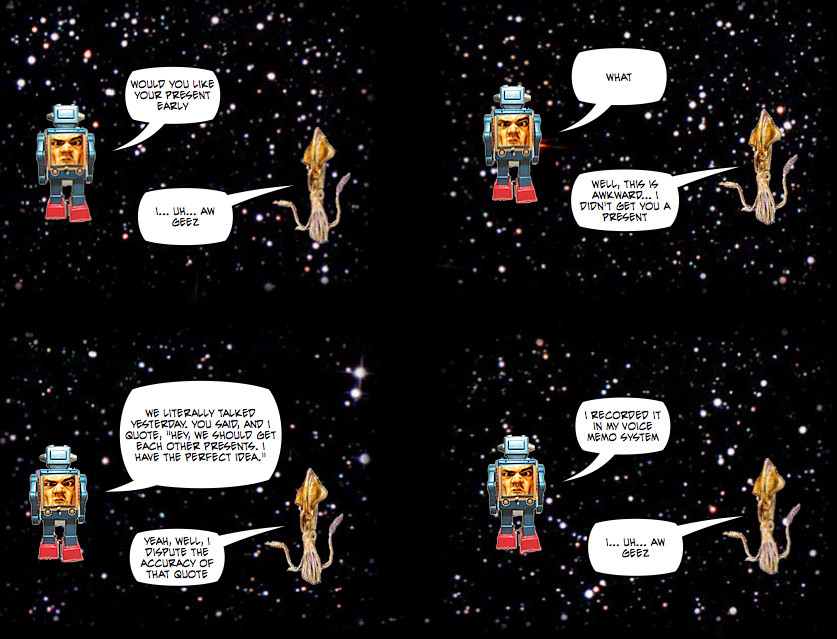 WOULD YOU LIKE
YOUR PRESENT
EARLY
I... UH... AW
GEEZ
WHAT
WELL, THIS IS
AWKWARD... I
DIDN'T GET YOU A
PRESENT
WE LITERALLY TALKED
YESTERDAY. YOU SAID, AND I
QUOTE, "HEY, WE SHOULD GET
EACH OTHER PRESENTS. I
HAVE THE PERFECT IDEA."
YEAH, WELL, I
DISPUTE THE
ACCURACY OF
THAT QUOTE
I RECORDED IT
IN MY VOICE
MEMO SYSTEM
I... UH... AW
GEEZ